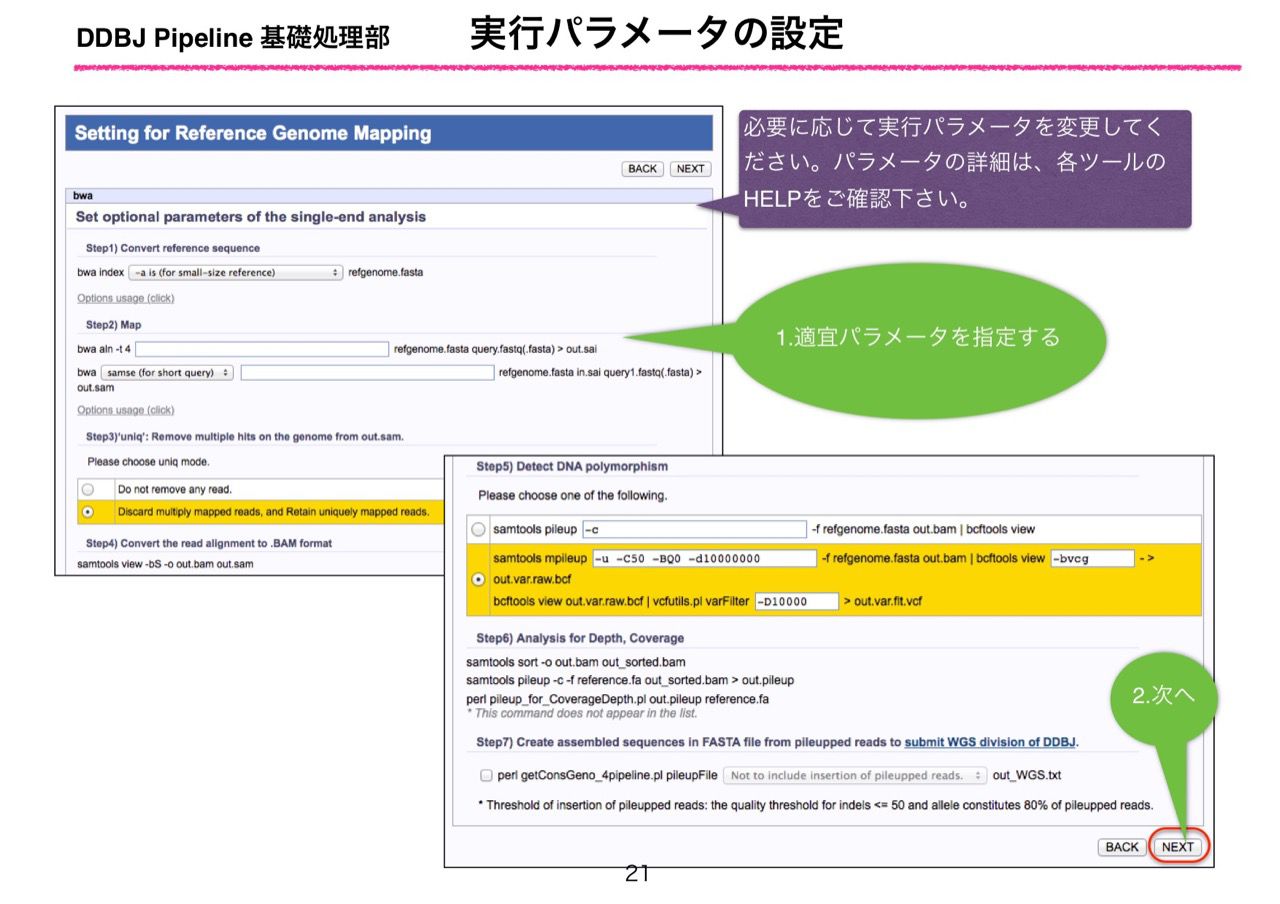 DDBJ Pipeline 基礎処理部
実行パラメータの設定
Setting for Reference Genome Mapping
BACK NEXT
bwa
Set optional parameters of the single-end analysis
Step1) Convert reference sequence
bwa index -a is (for small-size reference) refgenome.fasta
Options usage (click)
Step2) Map
bwa aln -t 4 refgenome.fasta query.fastq(.fasta) > out.sai
bwa samse (for short query) refgenome.fasta in.sai query1.fastq(.fasta) >
out.sam
Options usage (click)
Step3)'uniq': Remove multiple hits on the genome from out.sam.
Please choose uniq mode.
Do not remove any read.
Discard multiply mapped reads, and Retain uniquely mapped reads.
Step4) Convert the read alignment to .BAM format
samtools view -bS -o out.bam out.sam
必要に応じて実行パラメータを変更してく
ださい。パラメータの詳細は、各ツールの
HELPをご確認下さい。
1.適宜パラメータを指定する
Step5) Detect DNA polymorphism
Please choose one of the following.
samtools pileup -c -f refgenome.fasta out.bam | bcftools view
samtools mpileup -u -C50 -BQ0 -d10000000 -f refgenome.fasta out.bam | bcftools view -bvcg - >
out.var.raw.bcf
bcftools view out.var.raw.bcf | vcfutils.pl varFilter -D10000 > out.var.flt.vcf
Step6) Analysis for Depth, Coverage
samtools sort -o out.bam out_sorted.bam
samtools pileup -c -f reference.fa out_sorted.bam > out.pileup
perl pileup_for_CoverageDepth.pl out.pileup reference.fa
* This command does not appear in the list.
Step7) Create assembled sequences in FASTA file from pileupped reads to submit WGS division of DDBJ.
perl getConsGeno_4pipeline.pl pileupFile Not to include insertion of pileupped reads. out_WGS.txt
* Threshold of insertion of pileupped reads: the quality threshold for indels <= 50 and allele constitutes 80% of pileupped reads.
2.次へ
BACK NEXT
21